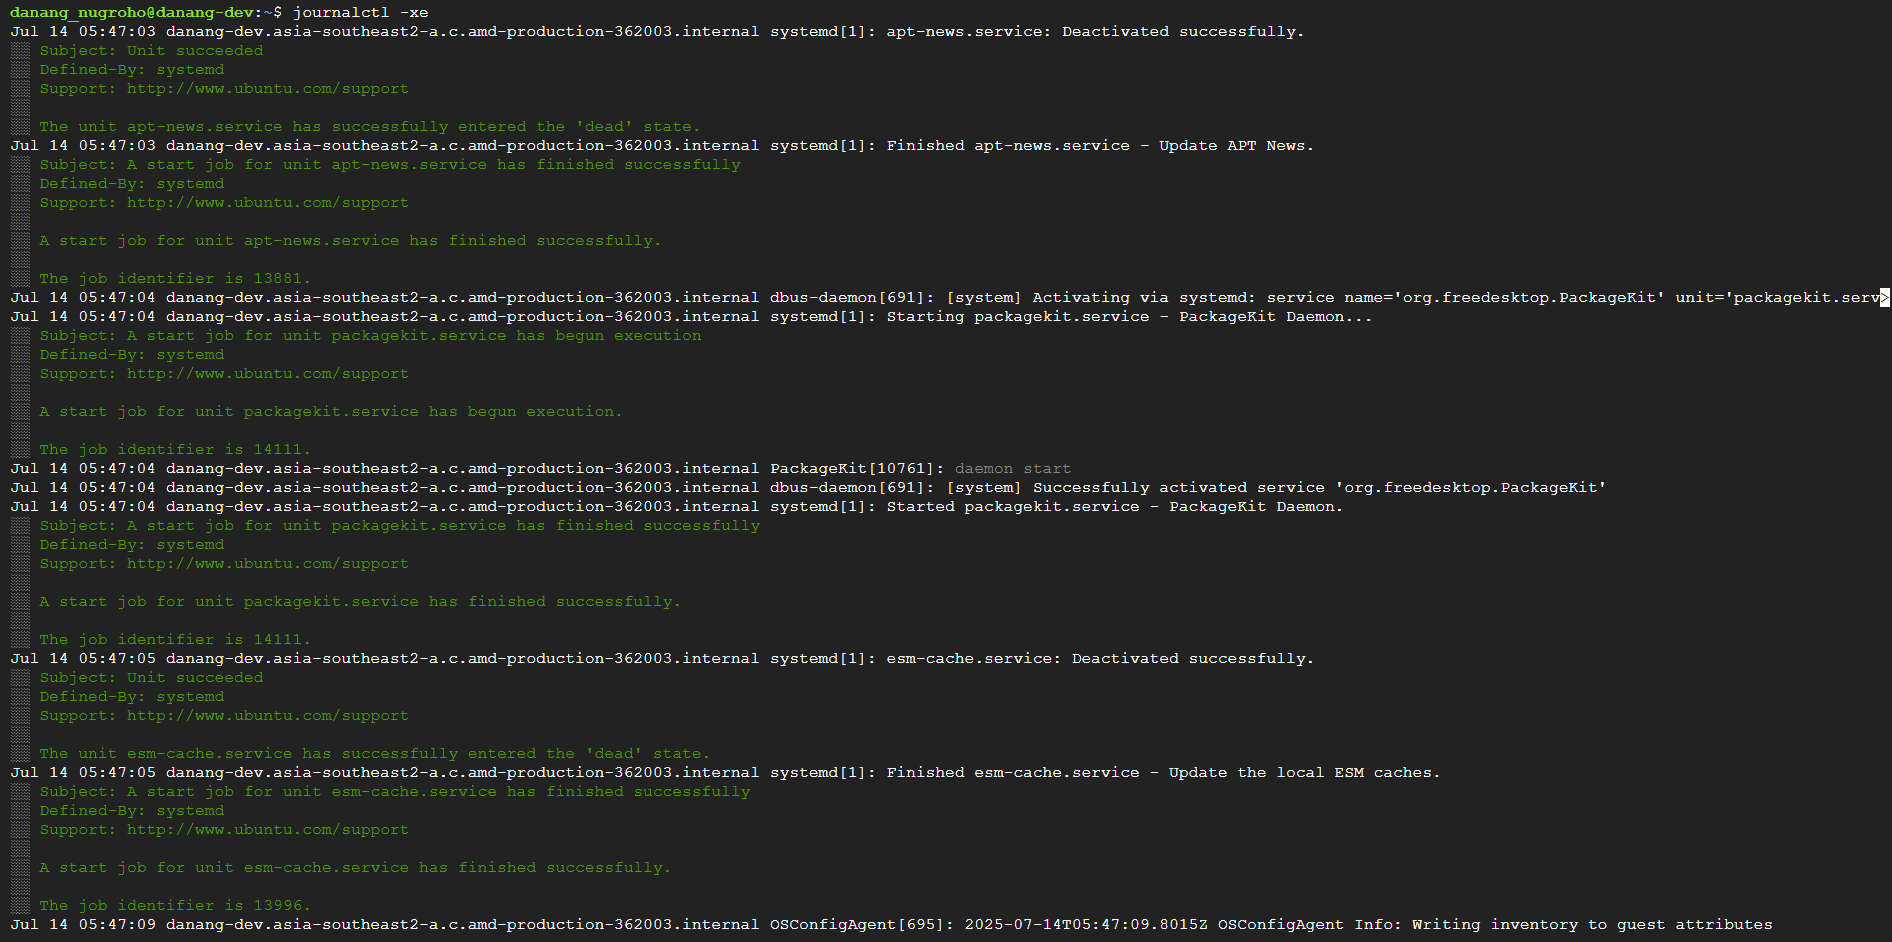 danang_nugroho@danang-dev:~$ journalctl -xe
Jul 14 05:47:03 danang-dev.asia-southeast2-a.c.amd-production-362003.internal systemd[1]: apt-news.service: Deactivated successfully.
░░ Subject: Unit succeeded
░░ Defined-By: systemd
░░ Support: http://www.ubuntu.com/support
░░
░░ The unit apt-news.service has successfully entered the 'dead' state.
Jul 14 05:47:03 danang-dev.asia-southeast2-a.c.amd-production-362003.internal systemd[1]: Finished apt-news.service - Update APT News.
░░ Subject: A start job for unit apt-news.service has finished successfully
░░ Defined-By: systemd
░░ Support: http://www.ubuntu.com/support
░░
░░ A start job for unit apt-news.service has finished successfully.
░░
░░ The job identifier is 13881.
Jul 14 05:47:04 danang-dev.asia-southeast2-a.c.amd-production-362003.internal dbus-daemon[691]: [system] Activating via systemd: service name='org.freedesktop.PackageKit' unit='packagekit.serv>
Jul 14 05:47:04 danang-dev.asia-southeast2-a.c.amd-production-362003.internal systemd[1]: Starting packagekit.service - PackageKit Daemon...
░░ Subject: A start job for unit packagekit.service has begun execution
░░ Defined-By: systemd
░░ Support: http://www.ubuntu.com/support
░░
░░ A start job for unit packagekit.service has begun execution.
░░
░░ The job identifier is 14111.
Jul 14 05:47:04 danang-dev.asia-southeast2-a.c.amd-production-362003.internal PackageKit[10761]: daemon start
Jul 14 05:47:04 danang-dev.asia-southeast2-a.c.amd-production-362003.internal dbus-daemon[691]: [system] Successfully activated service 'org.freedesktop.PackageKit'
Jul 14 05:47:04 danang-dev.asia-southeast2-a.c.amd-production-362003.internal systemd[1]: Started packagekit.service - PackageKit Daemon.
░░ Subject: A start job for unit packagekit.service has finished successfully
░░ Defined-By: systemd
░░ Support: http://www.ubuntu.com/support
░░
░░ A start job for unit packagekit.service has finished successfully.
░░
░░ The job identifier is 14111.
Jul 14 05:47:05 danang-dev.asia-southeast2-a.c.amd-production-362003.internal systemd[1]: esm-cache.service: Deactivated successfully.
░░ Subject: Unit succeeded
░░ Defined-By: systemd
░░ Support: http://www.ubuntu.com/support
░░
░░ The unit esm-cache.service has successfully entered the 'dead' state.
Jul 14 05:47:05 danang-dev.asia-southeast2-a.c.amd-production-362003.internal systemd[1]: Finished esm-cache.service - Update the local ESM caches.
░░ Subject: A start job for unit esm-cache.service has finished successfully
░░ Defined-By: systemd
░░ Support: http://www.ubuntu.com/support
░░
░░ A start job for unit esm-cache.service has finished successfully.
░░
░░ The job identifier is 13996.
Jul 14 05:47:09 danang-dev.asia-southeast2-a.c.amd-production-362003.internal OSConfigAgent[695]: 2025-07-14T05:47:09.8015Z OSConfigAgent Info: Writing inventory to guest attributes